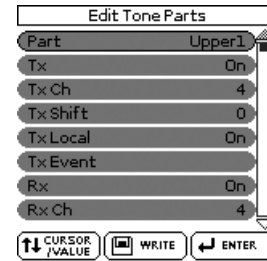 Edit Tone Parts
Part Upper1
Tx On
Tx Ch 4
Tx Shift 0
Tx Local On
Tx Event
Rx On
Rx Ch 4
CURSOR /VALUE WRITE ENTER